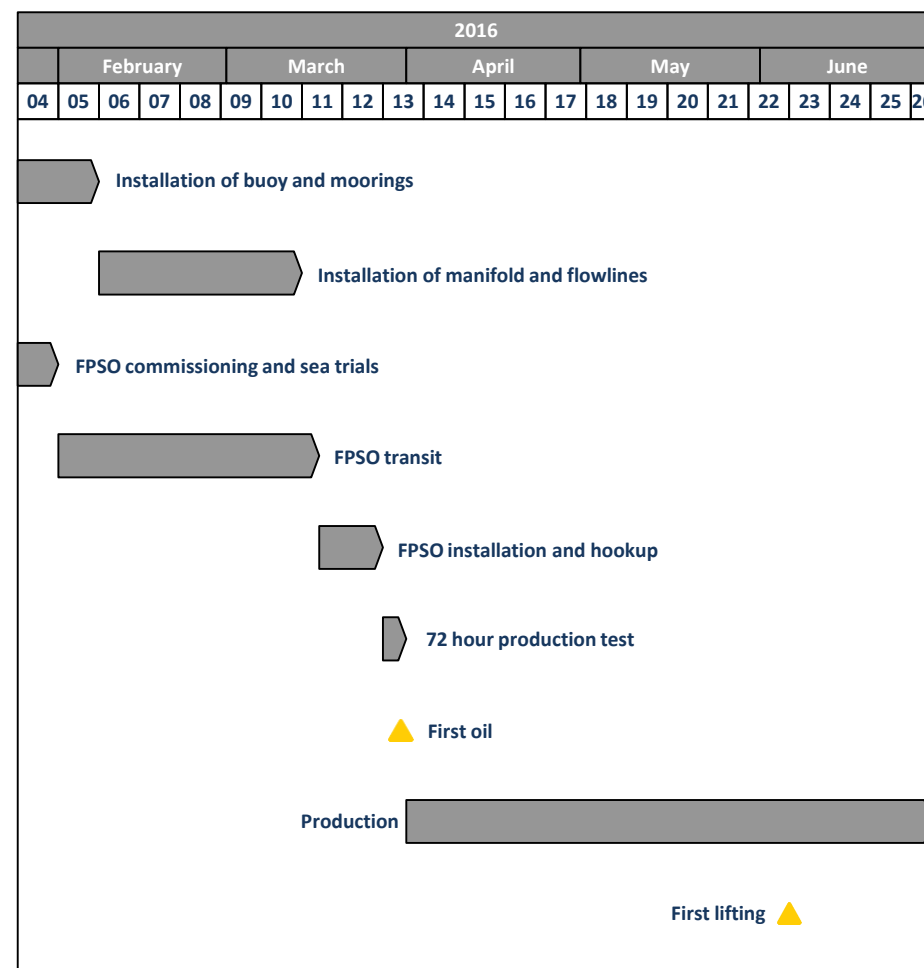 2016
February March April May June
04 05 06 07 08 09 10 11 12 13 14 15 16 17 18 19 20 21 22 23 24 25
Installation of buoy and moorings
Installation of manifold and flowlines
FPSO commissioning and sea trials
FPSO transit
FPSO installation and hookup
72 hour production test
First oil
Production
First lifting